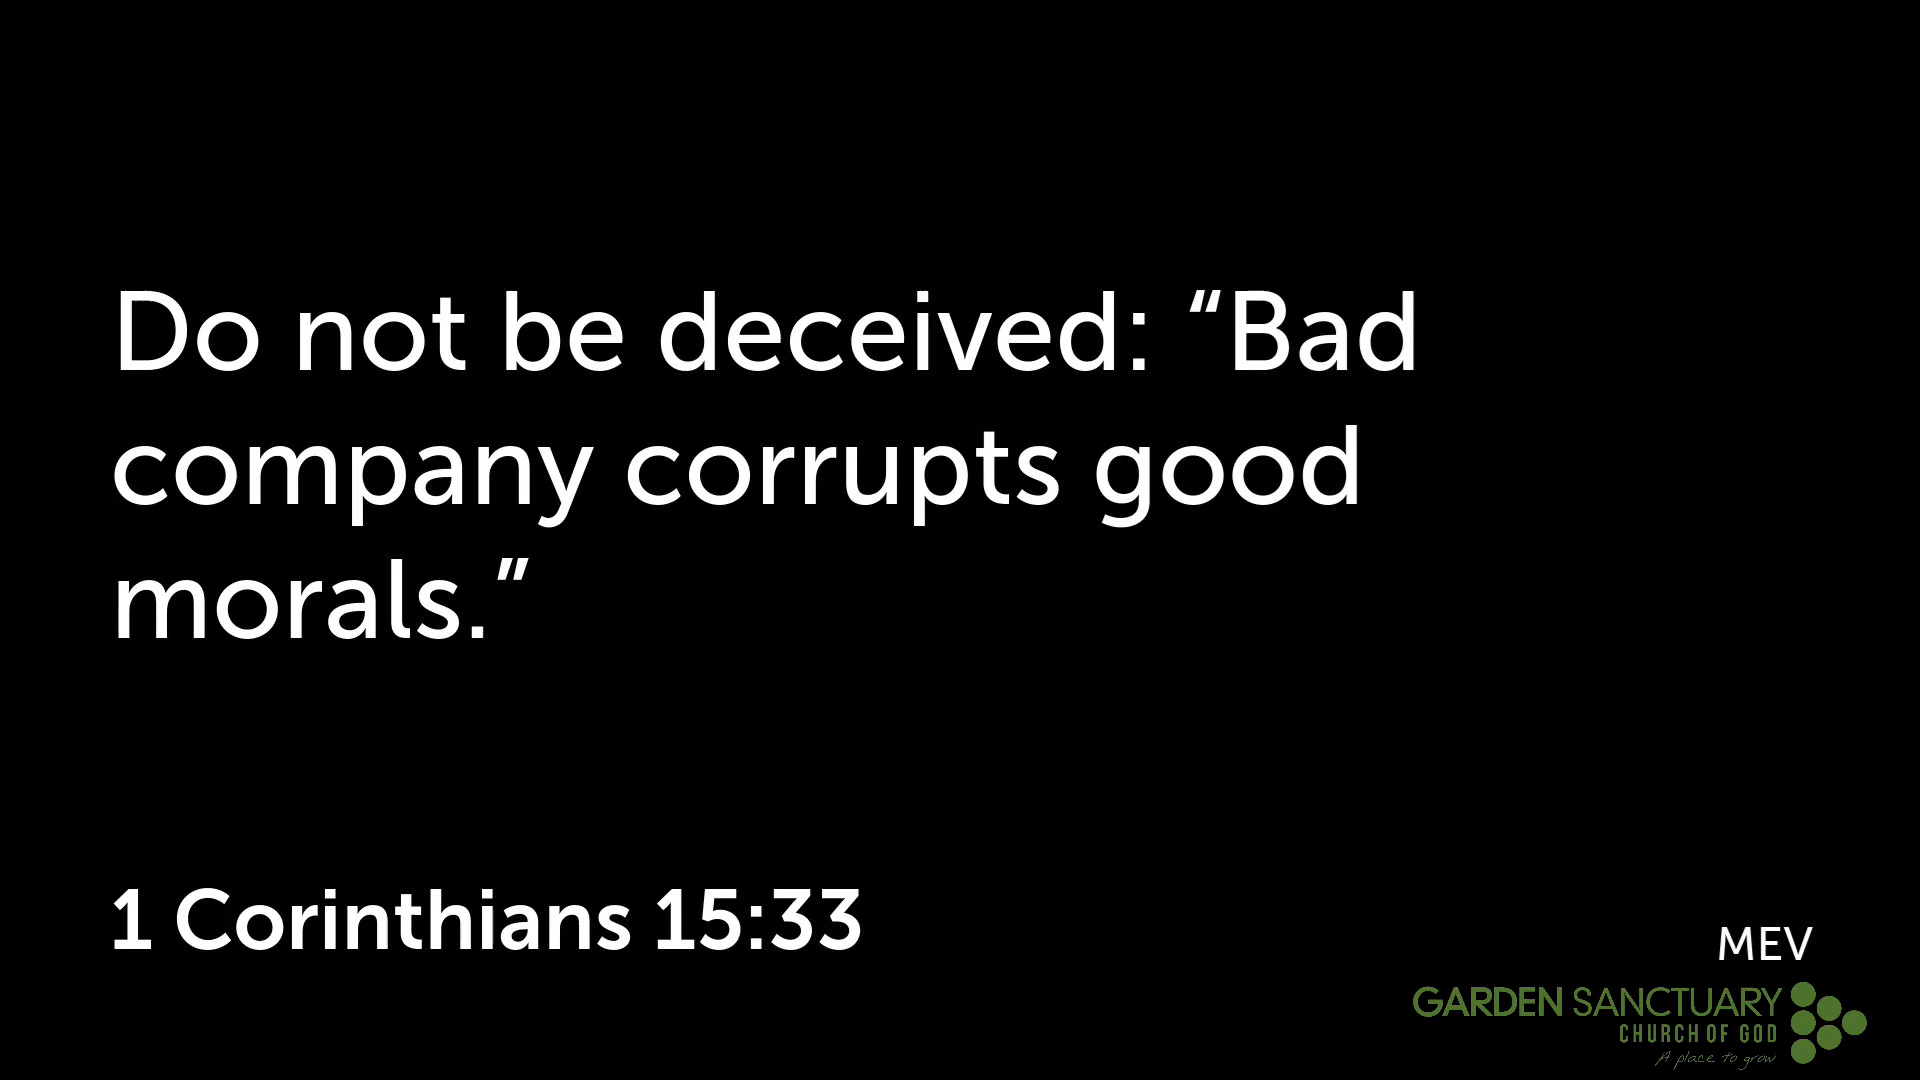 Do not be deceived: “Bad
company corrupts good
morals.”
1 Corinthians 15:33
MEV
GARDEN SANCTUARY
CHURCH OF GOD
A place to grow